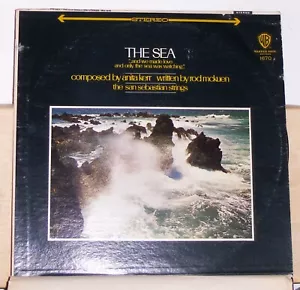 STEREO
THE SEA
"and we made love
and only the sea was watching"
composed by anita kerr written by rod mckuen
the san sebastian strings
WB